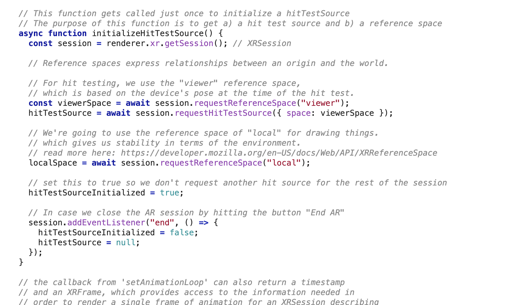 // This function gets called just once to initialize a hitTestSource
// The purpose of this function is to get a) a hit test source and b) a reference space
async function initializeHitTestSource() {
const session = renderer.xr.getSession(); // XRSession
// Reference spaces express relationships between an origin and the world.
// For hit testing, we use the "viewer" reference space,
// which is based on the device's pose at the time of the hit test.
const viewerSpace = await session.requestReferenceSpace("viewer");
hitTestSource = await session.requestHitTestSource({ space: viewerSpace });
// We're going to use the reference space of "local" for drawing things.
// which gives us stability in terms of the environment.
// read more here: https://developer.mozilla.org/en-US/docs/Web/API/XRReferenceSpace
localSpace = await session.requestReferenceSpace("local");
// set this to true so we don't request another hit source for the rest of the session
hitTestSourceInitialized = true;
// In case we close the AR session by hitting the button "End AR"
session.addEventListener("end", () => {
hitTestSourceInitialized = false;
hitTestSource = null;
});
}
// the callback from 'setAnimationLoop' can also return a timestamp
// and an XRFrame, which provides access to the information needed in
// order to render a single frame of animation for an XRSession describing